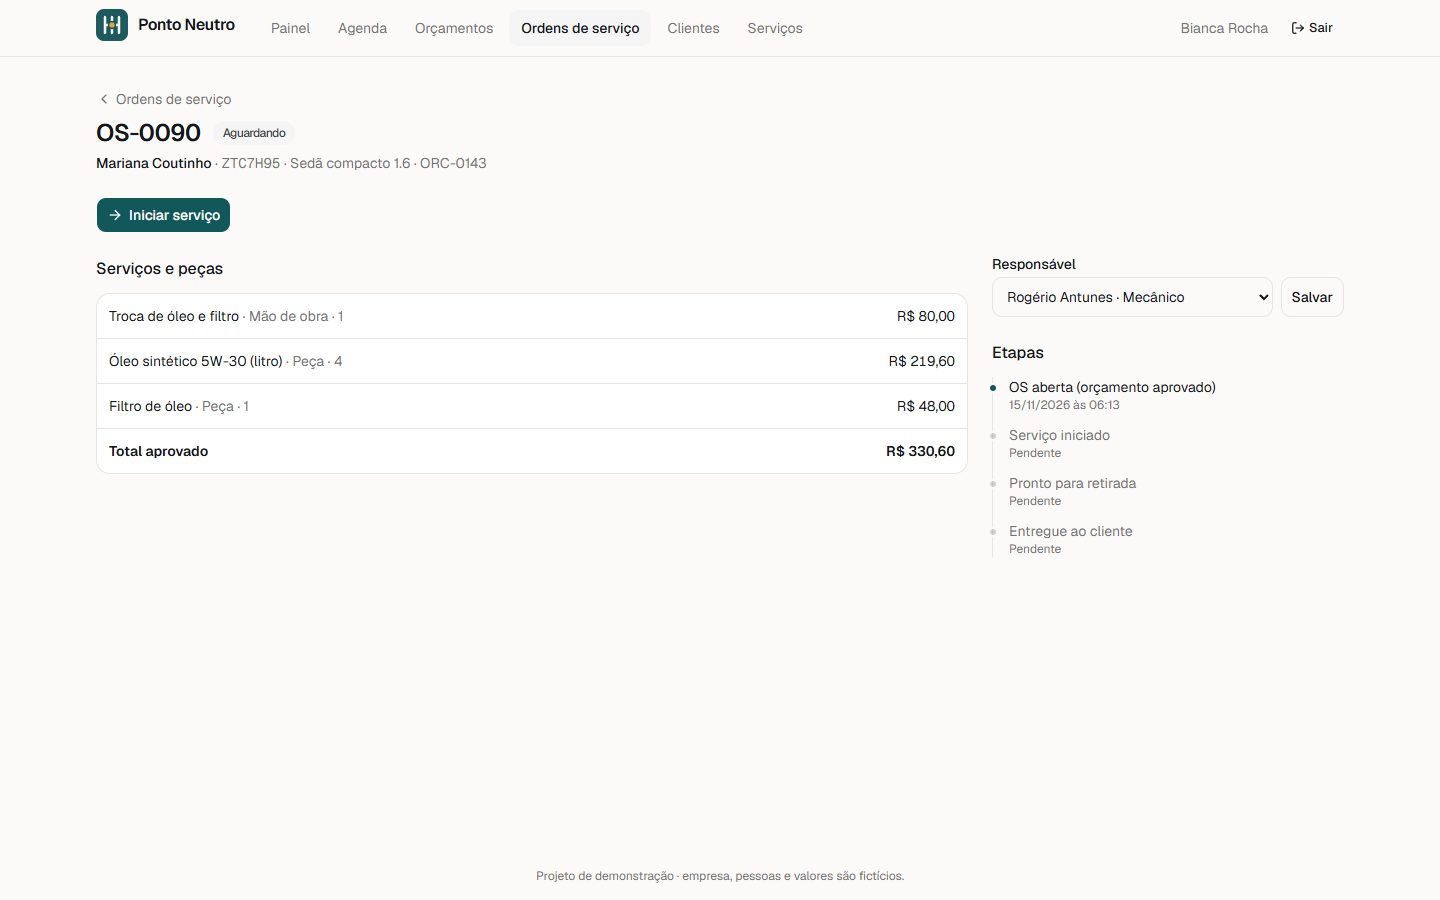 Ponto Neutro
Painel
Agenda
Orçamentos
Ordens de serviço
Clientes
Serviços
Bianca Rocha
Sair
Ordens de serviço
OS-0090
Aguardando
Mariana Coutinho · ZTC7H95 · Sedã compacto 1.6 · ORC-0143
Iniciar serviço
Serviços e peças
Troca de óleo e filtro · Mão de obra · 1 R$ 80,00
Óleo sintético 5W-30 (litro) · Peça · 4 R$ 219,60
Filtro de óleo · Peça · 1 R$ 48,00
Total aprovado R$ 330,60
Responsável
Rogério Antunes · Mecânico
Salvar
Etapas
OS aberta (orçamento aprovado)
15/11/2026 às 06:13
Serviço iniciado
Pendente
Pronto para retirada
Pendente
Entregue ao cliente
Pendente
Projeto de demonstração · empresa, pessoas e valores são fictícios.